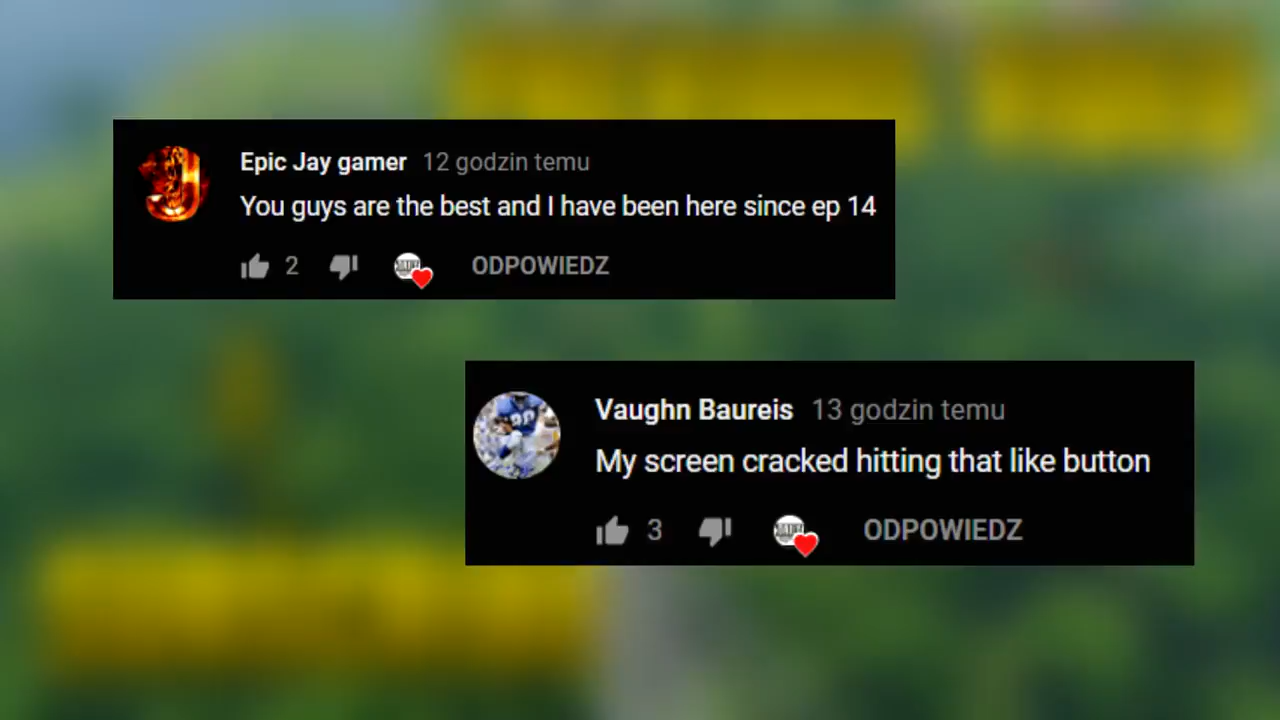 Epic Jay gamer 12 godzin temu
You guys are the best and I have been here since ep 14
2 ODPOWIEDZ
Vaughn Baureis 13 godzin temu
My screen cracked hitting that like button
3 ODPOWIEDZ